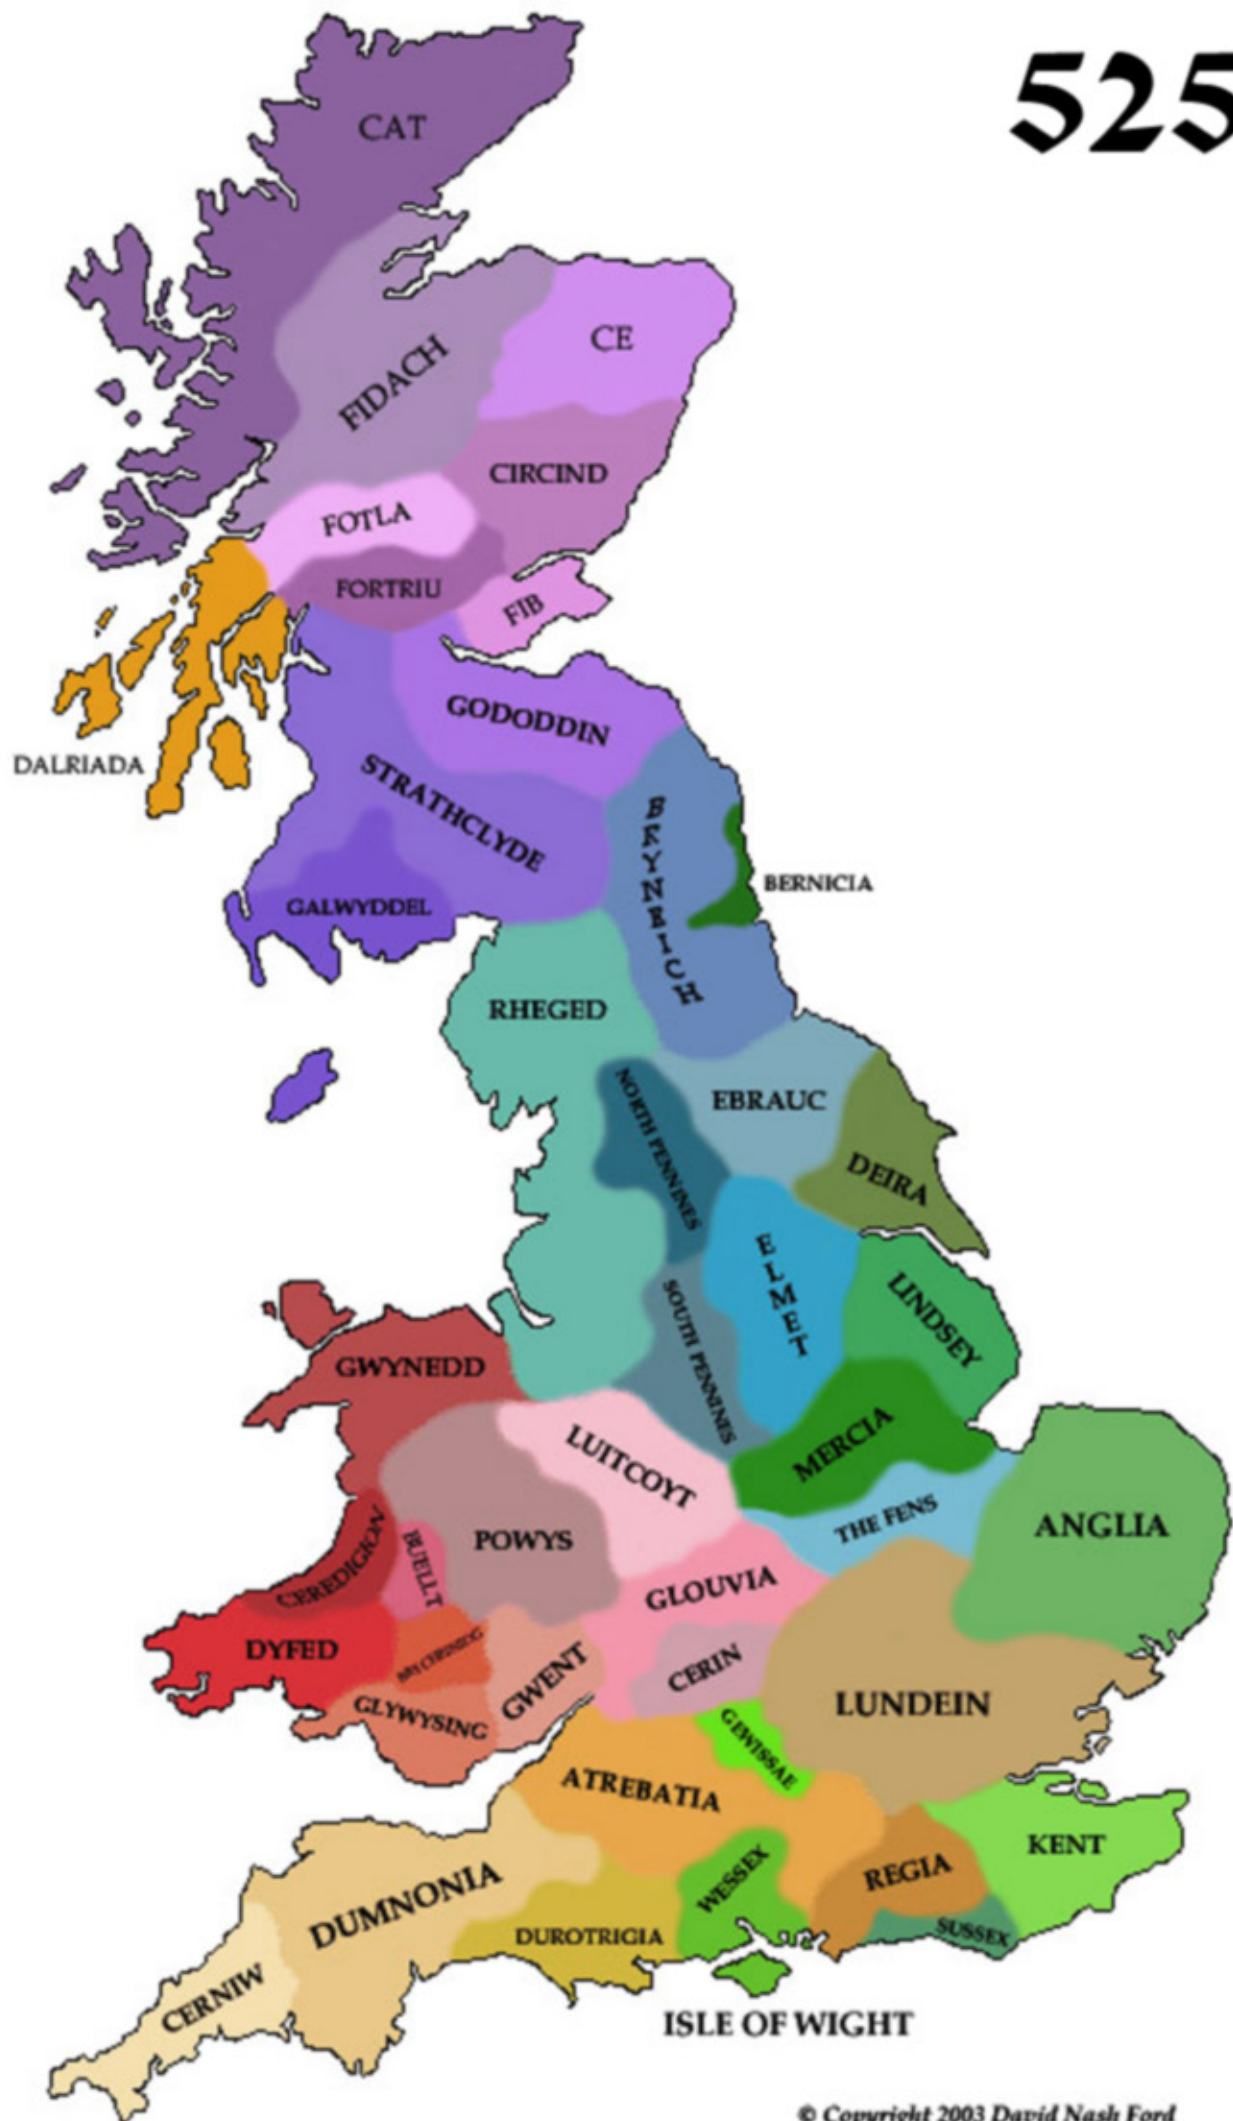 525
CAT
CE
FIDACH
CIRCIND
FOTLA
FORTRIU
FIB
GODODDIN
DALRIADA
STRATHCLYDE
BRYNEICH
BERNICIA
GALWYDDEL
RHEGED
NORTH PENNINES
EBRAUC
DEIRA
ELMET
LINDSEY
SOUTH PENNINES
GWYNEDD
MERCIA
LUITCOYT
THE FENS
ANGLIA
POWYS
CEREDIGION
BUELLT
GLOUVIA
DYFED
CERIN
GWENT
GLYWYSING
LUNDEIN
GEWISSAE
ATREBATIA
KENT
REGIA
WESSEX
DUMNONIA
SUSSEX
DUROTRIGIA
CERNIW
ISLE OF WIGHT
© Copyright 2003 David Nash Ford